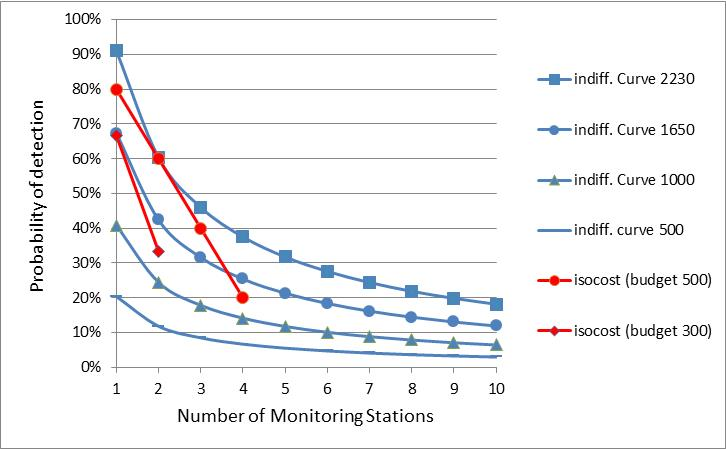 100%
90%
80%
70%
60%
50%
40%
30%
20%
10%
0%
Probability of detection
1 2 3 4 5 6 7 8 9 10
Number of Monitoring Stations
indiff. Curve 2230
indiff. Curve 1650
indiff. Curve 1000
indiff. curve 500
isocost (budget 500)
isocost (budget 300)